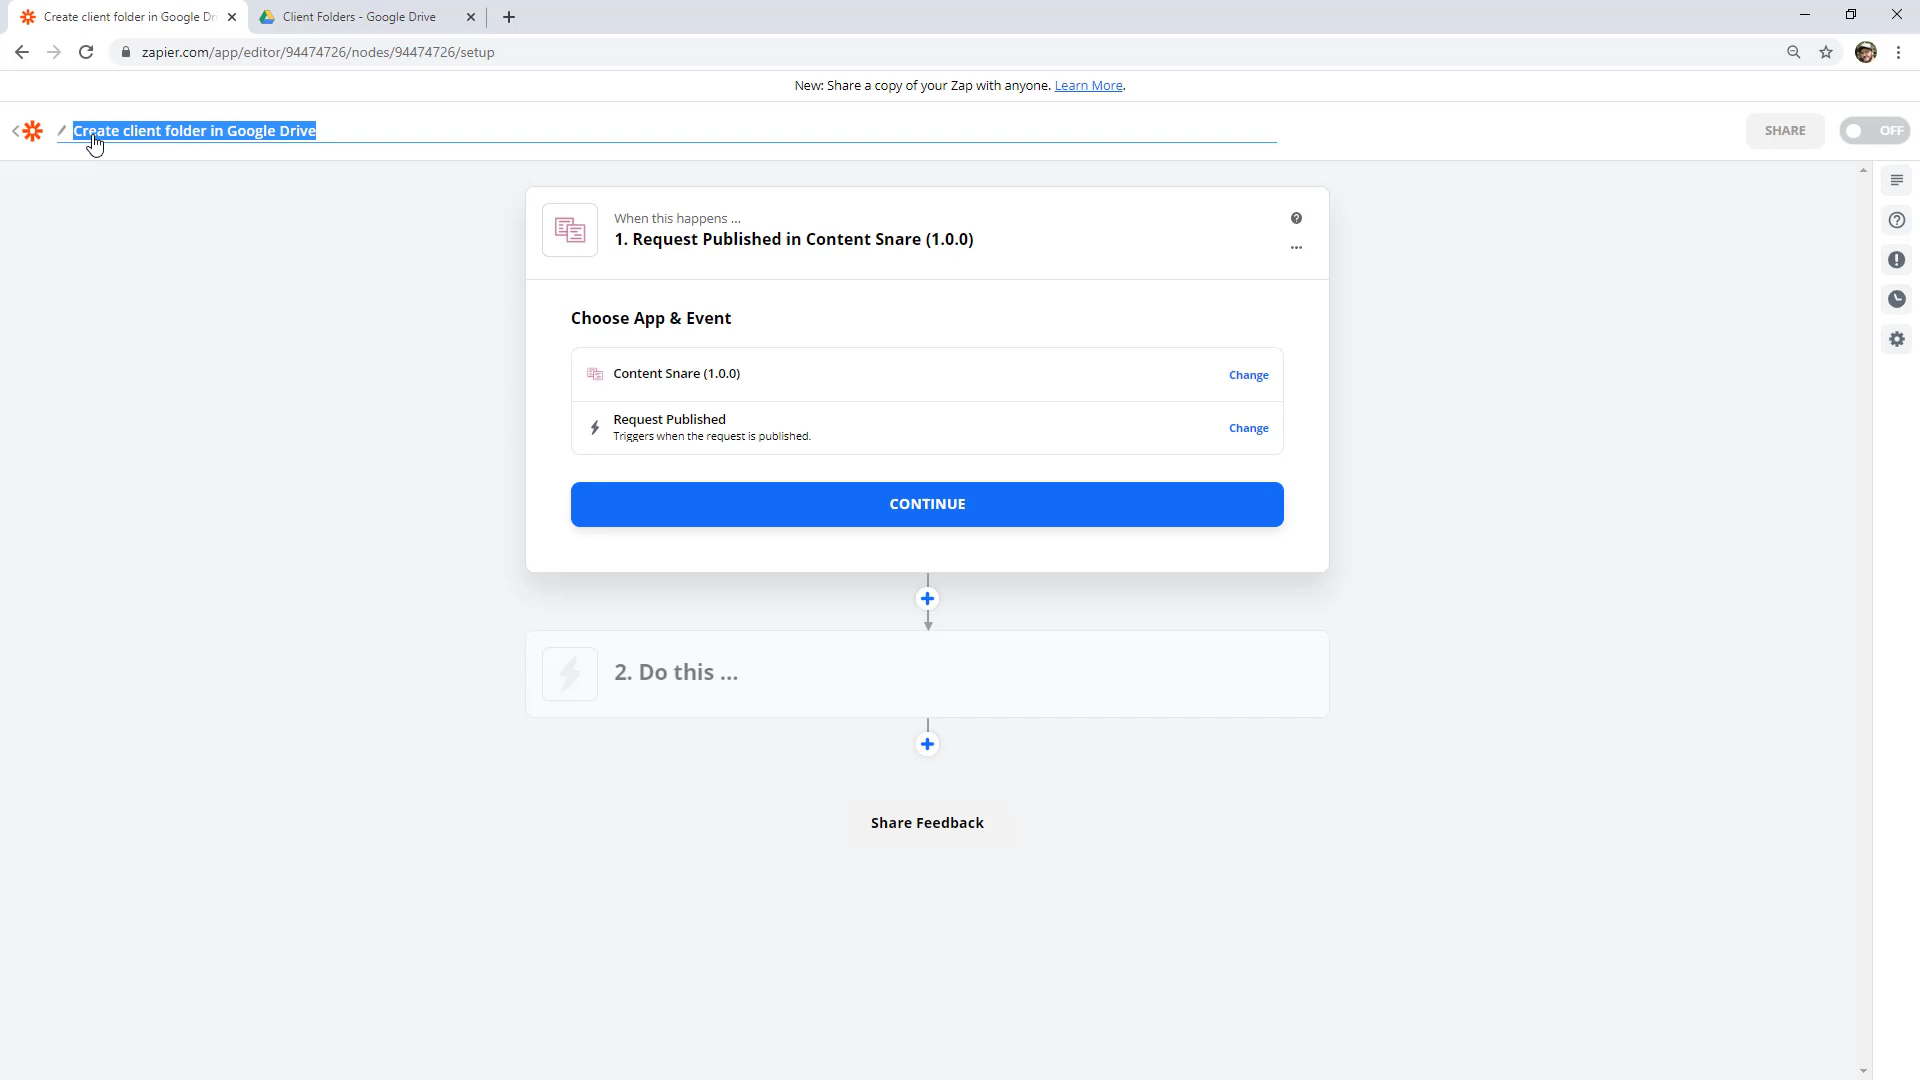 Create client folder in Google Dr
Client Folders - Google Drive
zapier.com/app/editor/94474726/nodes/94474726/setup
New: Share a copy of your Zap with anyone. Learn More.
Create client folder in Google Drive
SHARE
OFF
When this happens ...
1. Request Published in Content Snare (1.0.0)
Choose App & Event
Content Snare (1.0.0)
Change
Request Published
Triggers when the request is published.
Change
CONTINUE
2. Do this ...
Share Feedback